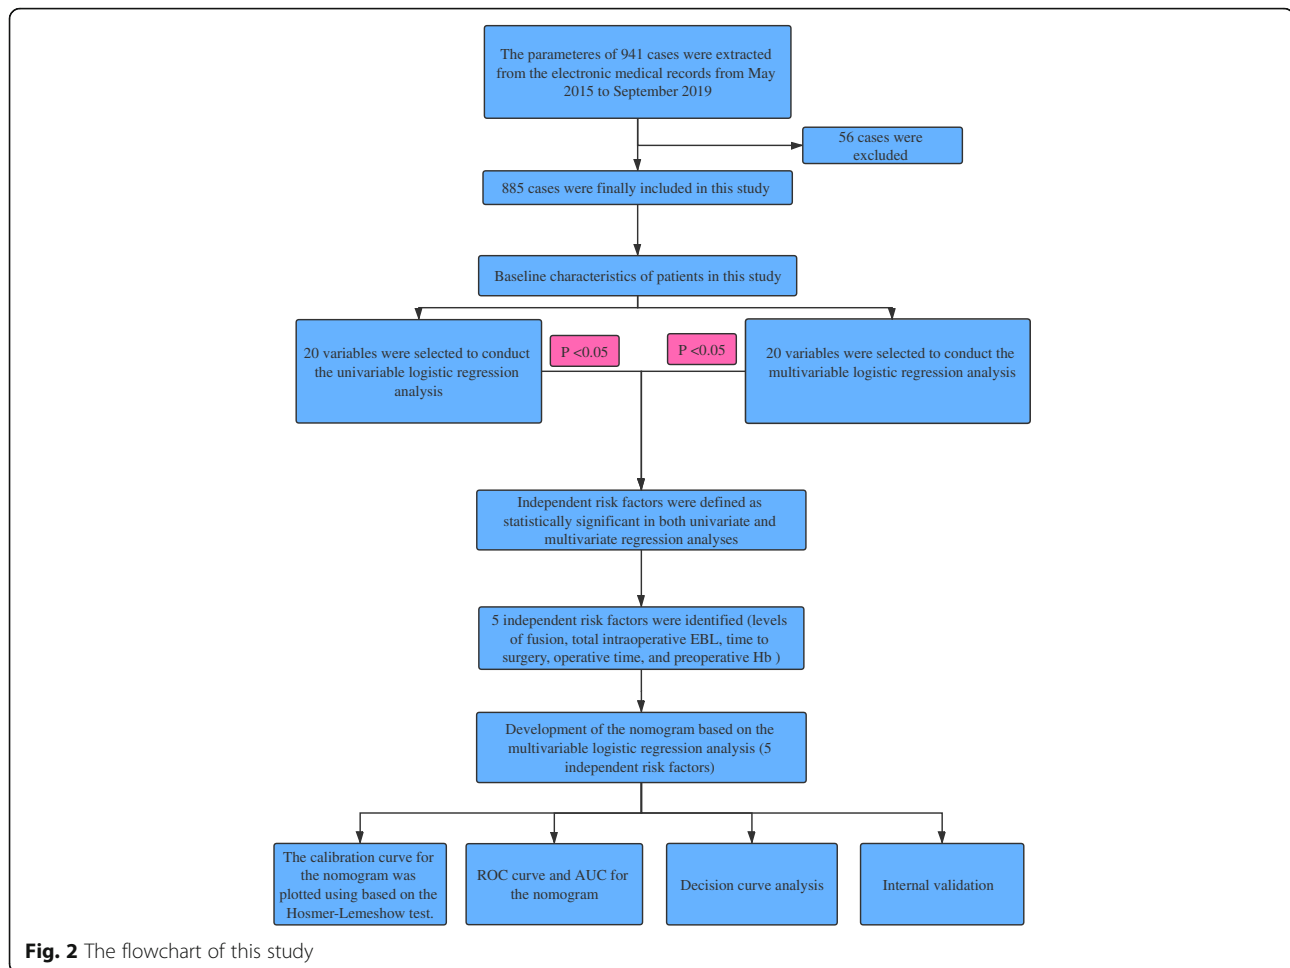 The parameteres of 941 cases were extracted
from the electronic medical records from May
2015 to September 2019
56 cases were
excluded
885 cases were finally included in this study
Baseline characteristics of patients in this study
20 variables were selected to conduct
the univariable logistic regression
analysis
P <0.05
P <0.05
20 variables were selected to conduct the
multivariable logistic regression analysis
Independent risk factors were defined as
statistically significant in both univariate and
multivariate regression analyses
5 independent risk factors were identified (levels
of fusion, total intraoperative EBL, time to
surgery, operative time, and preoperative Hb )
Development of the nomogram based on the
multivariable logistic regression analysis (5
independent risk factors)
The calibration curve for
the nomogram was
plotted using based on the
Hosmer-Lemeshow test.
ROC curve and AUC for
the nomogram
Decision curve analysis
Internal validation
Fig. 2 The flowchart of this study